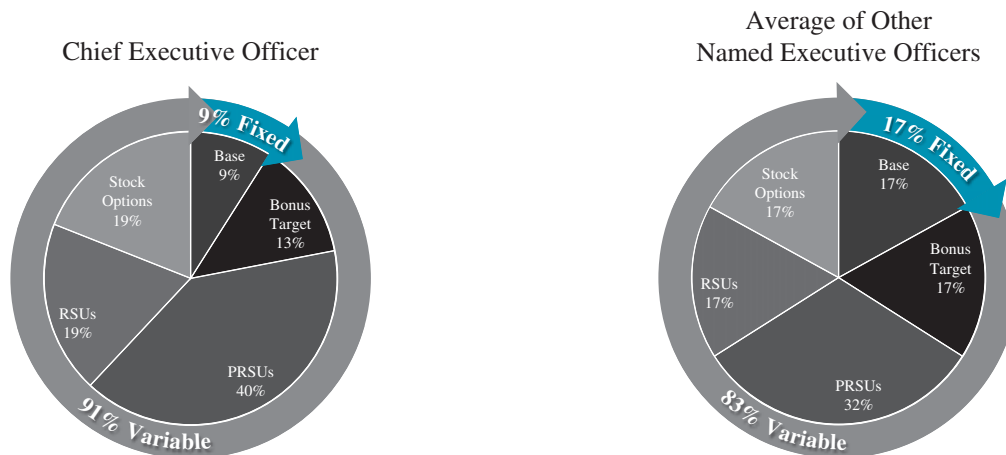 Chief Executive Officer
9% Fixed
Base
9%
Bonus
Target
13%
PRSUs
40%
RSUs
19%
Stock
Options
19%
91% Variable
Average of Other
Named Executive Officers
17% Fixed
Base
17%
Bonus
Target
17%
PRSUs
32%
RSUs
17%
Stock
Options
17%
83% Variable